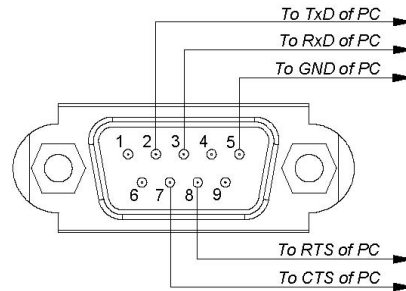 To TxD of PC
To RxD of PC
To GND of PC
1 2 3 4 5
6 7 8 9
To RTS of PC
To CTS of PC